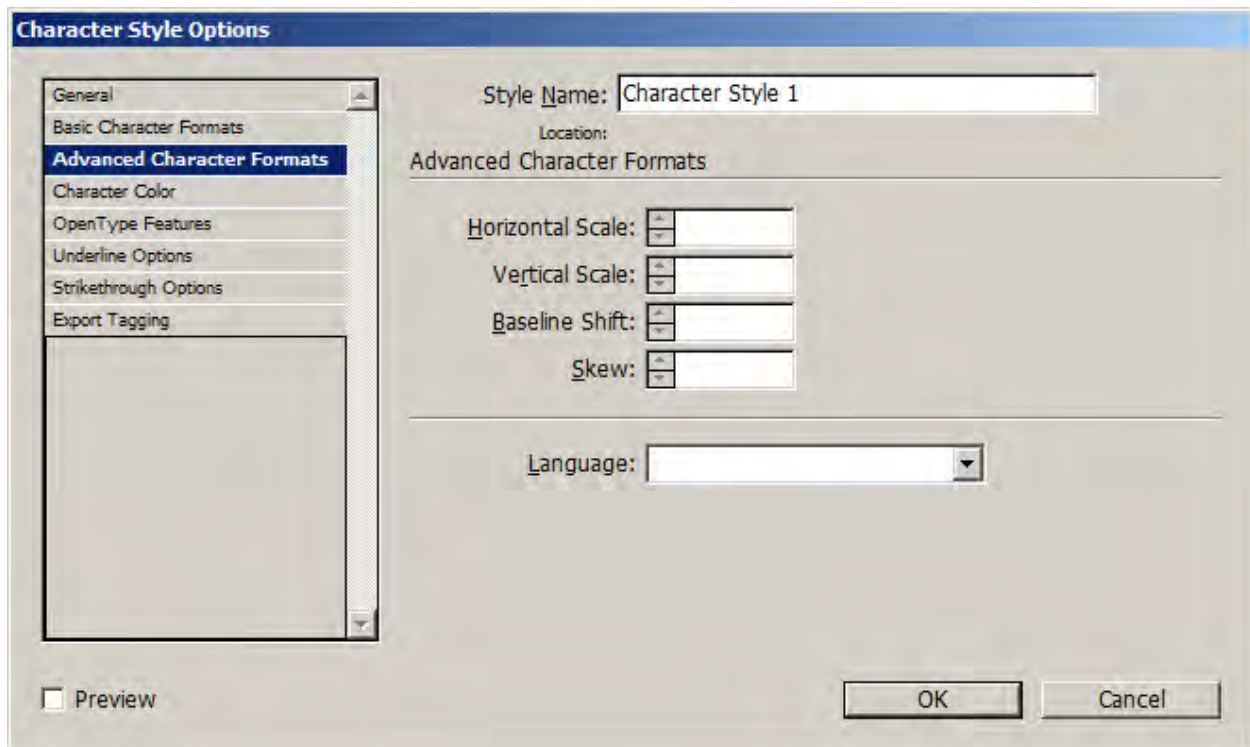 Character Style Options
General
Basic Character Formats
Advanced Character Formats
Character Color
OpenType Features
Underline Options
Strikethrough Options
Export Tagging
Style Name: Character Style 1
Location:
Advanced Character Formats
Horizontal Scale:
Vertical Scale:
Baseline Shift:
Skew:
Language:
Preview
OK
Cancel